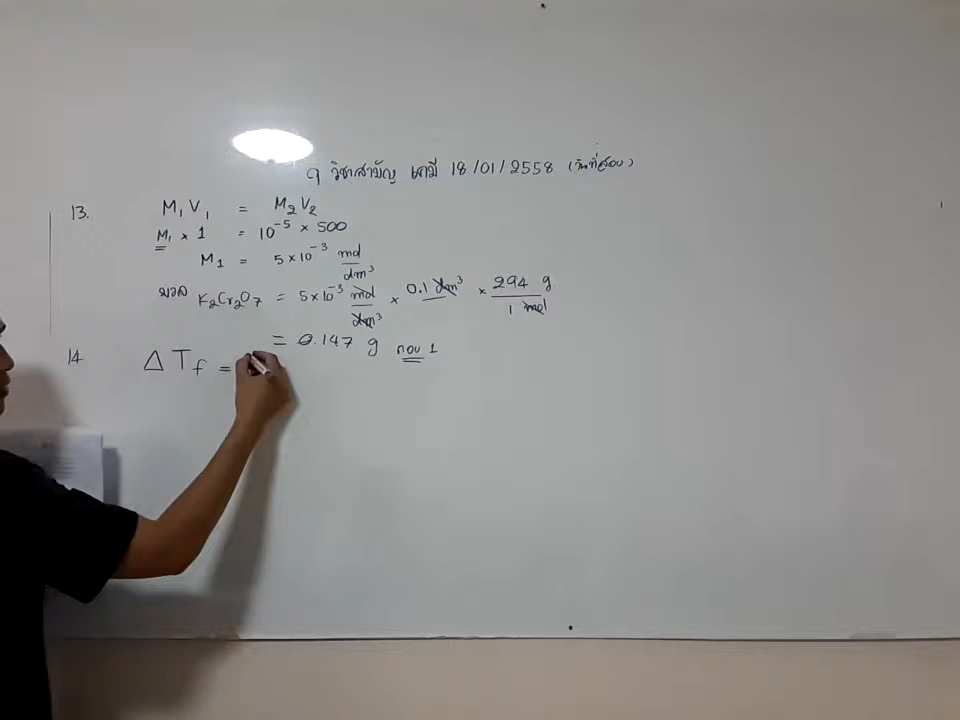 9 วิชาสามัญ เคมี 18/01/2558 (วันที่สอง)
13. M₁V₁ = M₂V₂
M₁ × 1 = 10⁻⁵ × 500
M₁ = 5×10⁻³ mol/dm³
มวล K₂Cr₂O₇ = 5×10⁻³ mol/dm³ × 0.1 dm³ × 294 g/1 mol
= 0.147 g ตอบ 1
14 ΔTf =